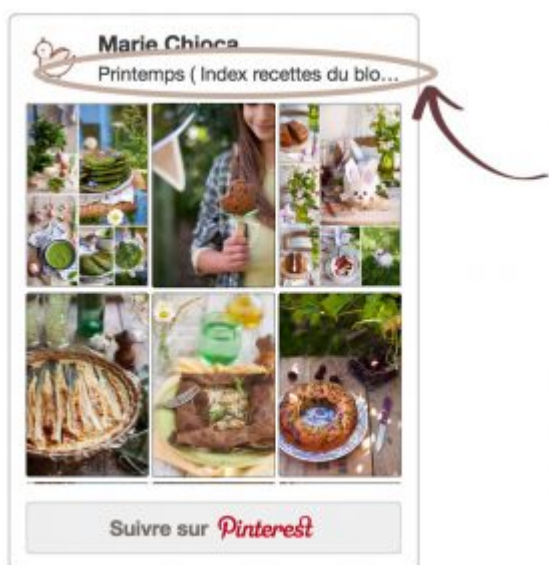 Marie Chioca
Printemps ( Index recettes du blo...
Suivre sur Pinterest